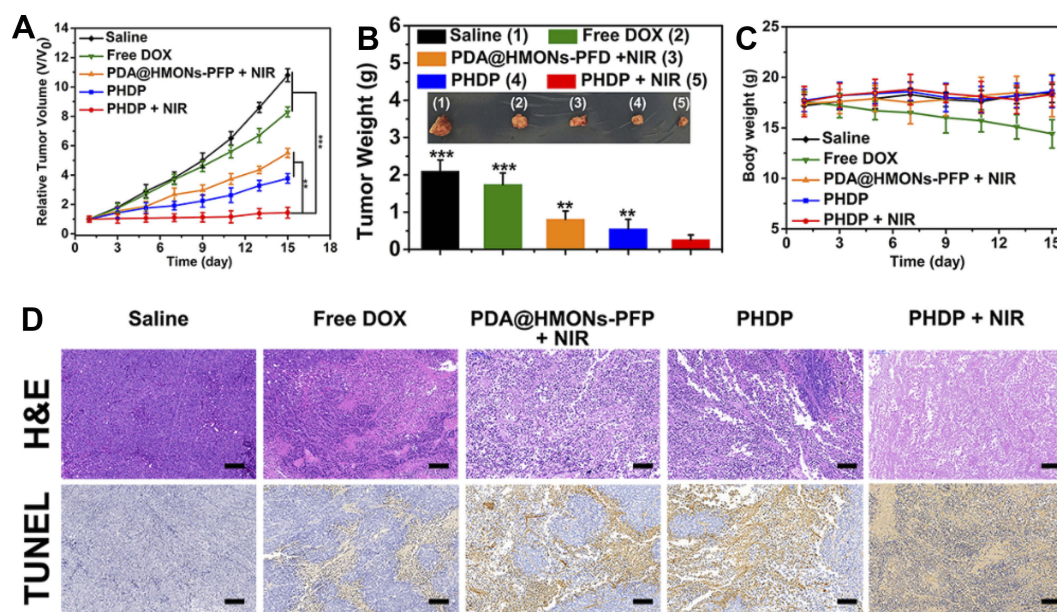 A
Relative Tumor Volume (V/V0)
14
12
10
8
6
4
2
0
Saline
Free DOX
PDA@HMONs-PFP + NIR
PHDP
PHDP + NIR
***
**
0 3 6 9 12 15 18
Time (day)
B
Tumor Weight (g)
6
5
4
3
2
1
0
Saline (1) Free DOX (2)
PDA@HMONs-PFD +NIR (3)
PHDP (4) PHDP + NIR (5)
(1) (2) (3) (4) (5)
*** *** ** **
C
Body weight (g)
25
20
15
10
5
0
Saline
Free DOX
PDA@HMONs-PFP + NIR
PHDP
PHDP + NIR
0 3 6 9 12 15
Time (day)
D
Saline Free DOX PDA@HMONs-PFP PHDP PHDP + NIR
+ NIR
H&E
TUNEL